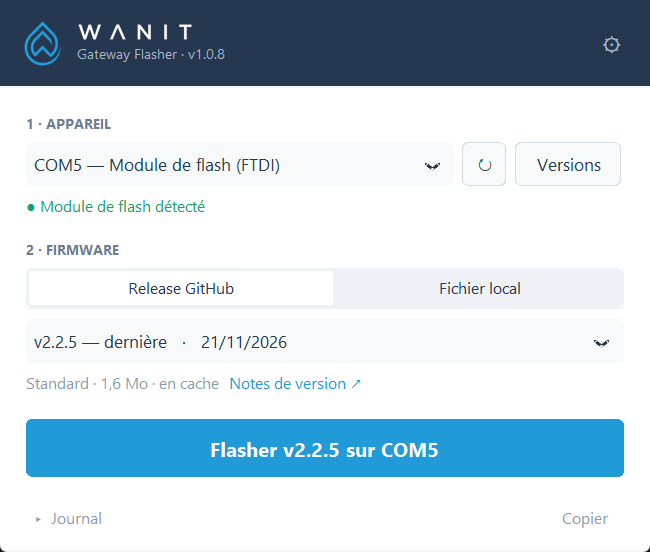 WANIT
Gateway Flasher · v1.0.8
1 · APPAREIL
COM5 — Module de flash (FTDI)
Versions
● Module de flash détecté
2 · FIRMWARE
Release GitHub
Fichier local
v2.2.5 — dernière · 21/11/2026
Standard · 1,6 Mo · en cache Notes de version ↗
Flasher v2.2.5 sur COM5
▸ Journal
Copier